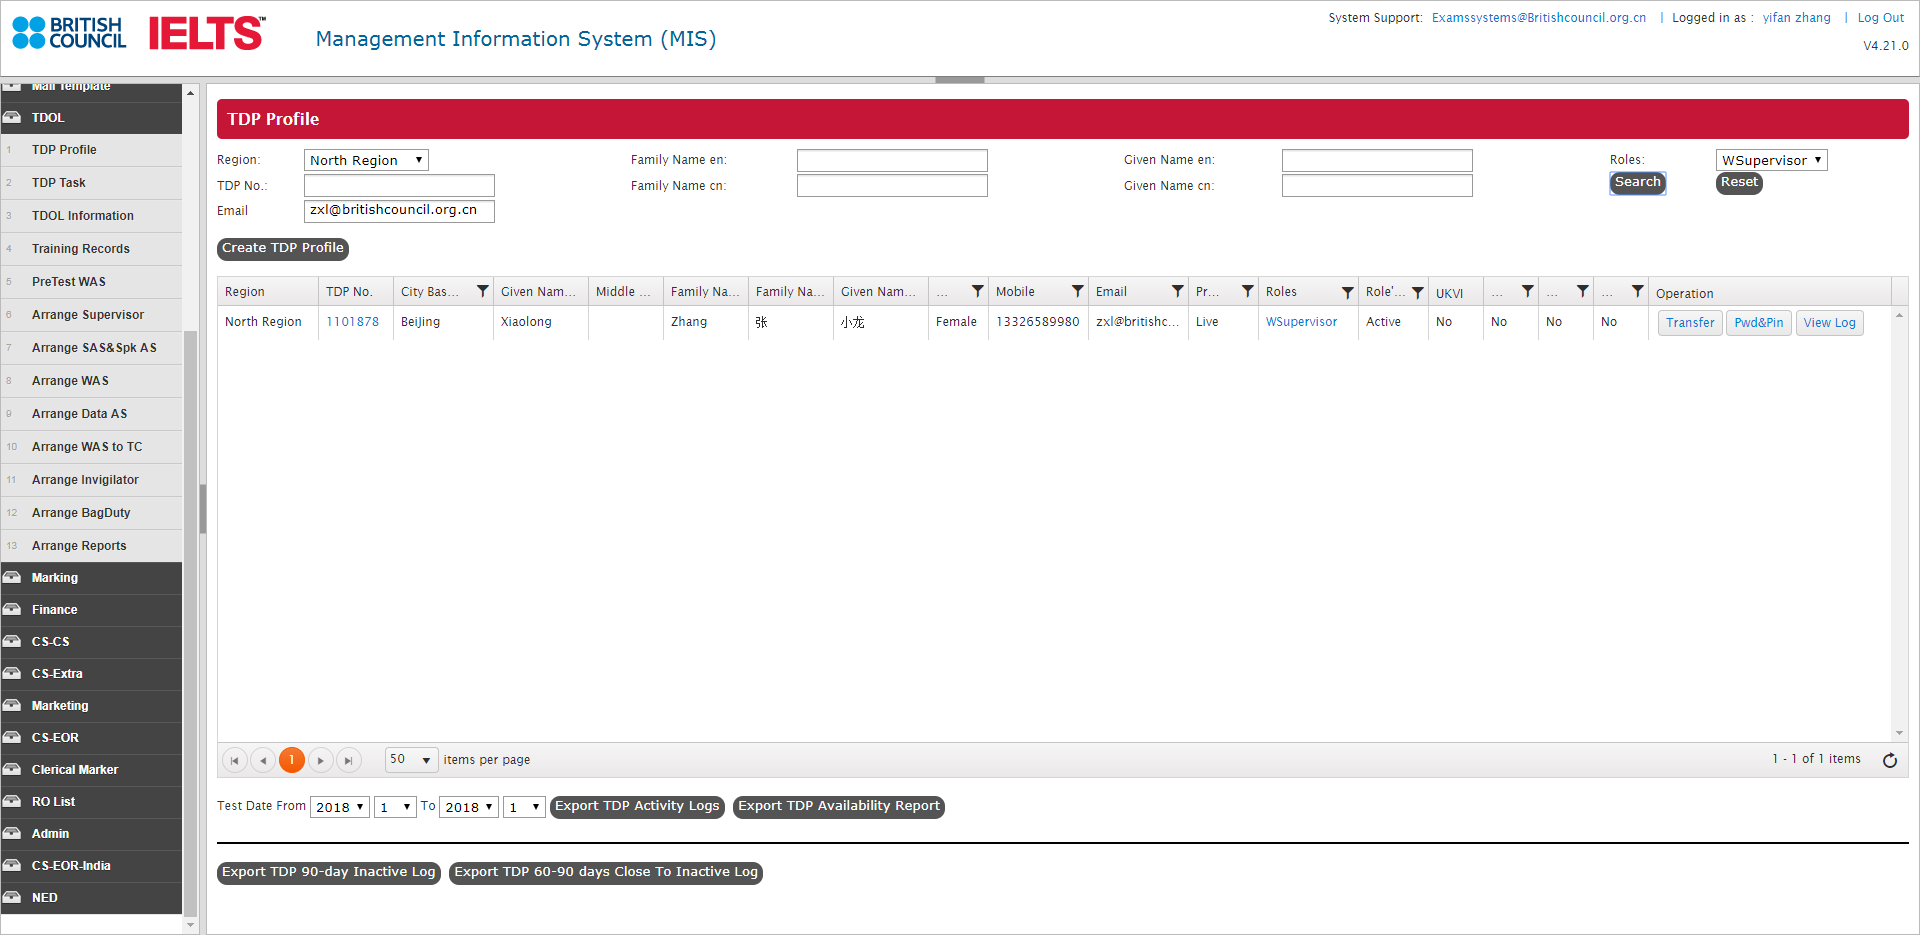 BRITISH COUNCIL
IELTS™
Management Information System (MIS)
System Support: Examssystems@Britishcouncil.org.cn | Logged in as : yifan zhang | Log Out
V4.21.0
Mail Template
TDOL
1 TDP Profile
2 TDP Task
3 TDOL Information
4 Training Records
5 PreTest WAS
6 Arrange Supervisor
7 Arrange SAS&Spk AS
8 Arrange WAS
9 Arrange Data AS
10 Arrange WAS to TC
11 Arrange Invigilator
12 Arrange BagDuty
13 Arrange Reports
Marking
Finance
CS-CS
CS-Extra
Marketing
CS-EOR
Clerical Marker
RO List
Admin
CS-EOR-India
NED
TDP Profile
Region: North Region Family Name en: Given Name en: Roles: WSupervisor
TDP No.: Family Name cn: Given Name cn: Search Reset
Email zxl@britishcouncil.org.cn
Create TDP Profile
Region TDP No. City Bas... Given Nam... Middle ... Family Na... Family Na... Given Nam... ... Mobile Email Pr... Roles Role'... UKVI ... ... ... Operation
North Region 1101878 BeiJing Xiaolong Zhang 张 小龙 Female 13326589980 zxl@britishc... Live WSupervisor Active No No No No Transfer Pwd&Pin View Log
1 50 items per page 1 - 1 of 1 items
Test Date From 2018 1 To 2018 1 Export TDP Activity Logs Export TDP Availability Report
Export TDP 90-day Inactive Log Export TDP 60-90 days Close To Inactive Log